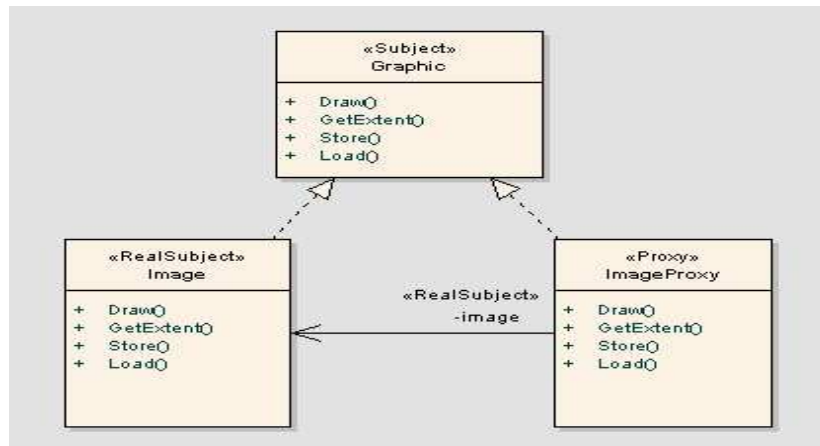 «Subject»
Graphic
+ Draw()
+ GetExtent()
+ Store()
+ Load()
«RealSubject»
Image
+ Draw()
+ GetExtent()
+ Store()
+ Load()
«RealSubject»
-image
«Proxy»
ImageProxy
+ Draw()
+ GetExtent()
+ Store()
+ Load()